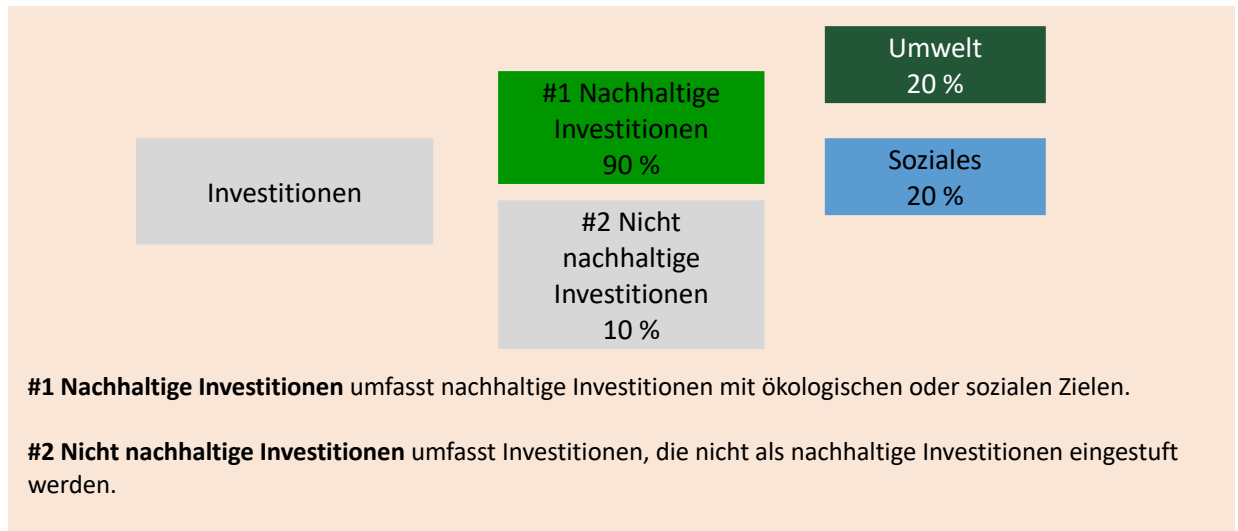 Investitionen
#1 Nachhaltige
Investitionen
90 %
#2 Nicht
nachhaltige
Investitionen
10 %
Umwelt
20 %
Soziales
20 %
#1 Nachhaltige Investitionen umfasst nachhaltige Investitionen mit ökologischen oder sozialen Zielen.
#2 Nicht nachhaltige Investitionen umfasst Investitionen, die nicht als nachhaltige Investitionen eingestuft
werden.